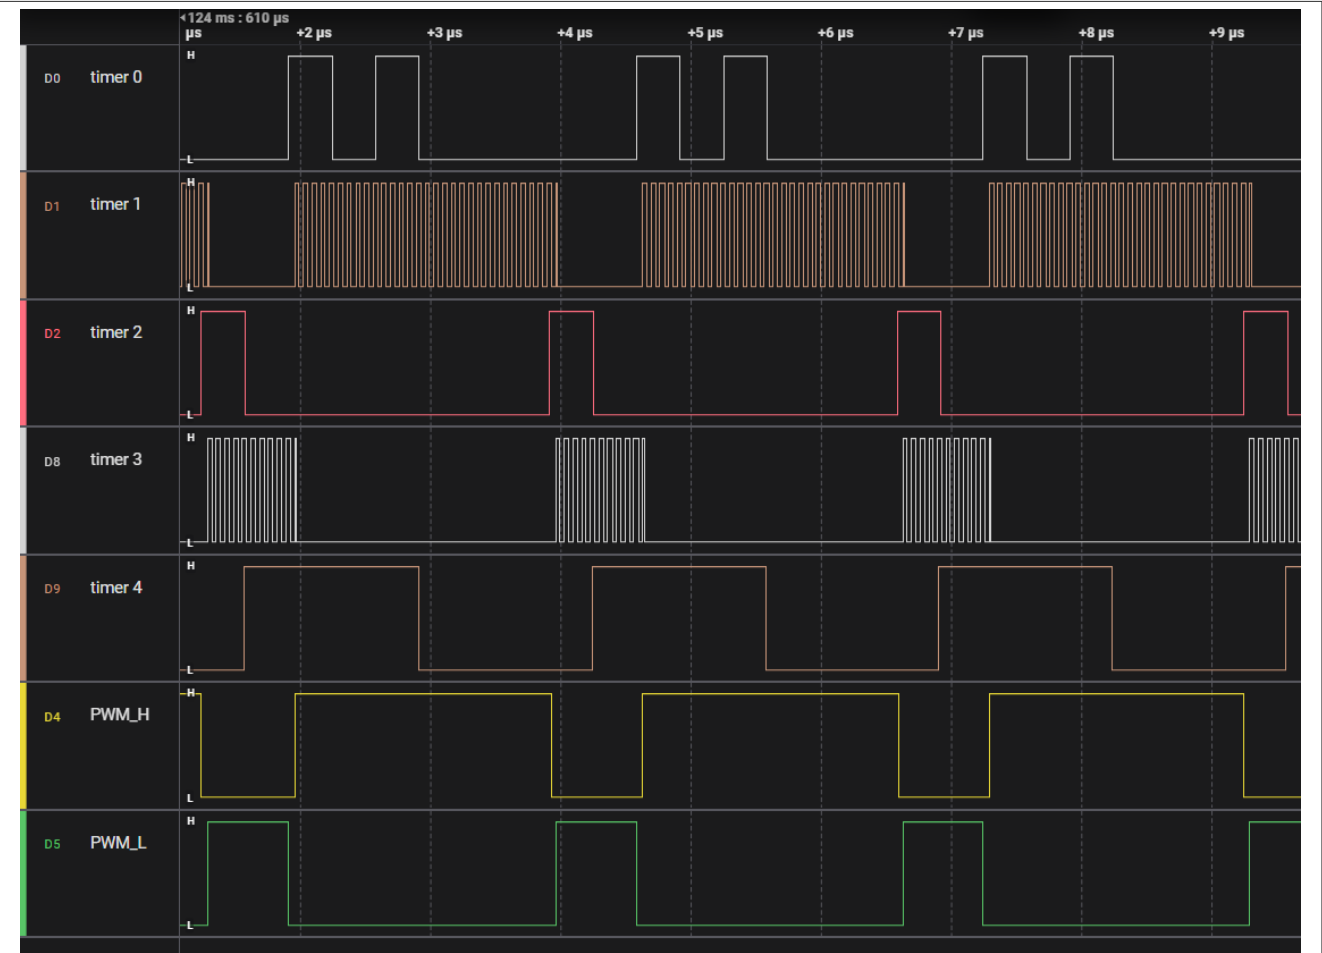 124 ms : 610 µs
µs +2 µs +3 µs +4 µs +5 µs +6 µs +7 µs +8 µs +9 µs
H
D0 timer 0
L
H
D1 timer 1
L
H
D2 timer 2
L
H
D8 timer 3
L
H
D9 timer 4
L
H
D4 PWM_H
L
H
D5 PWM_L
L